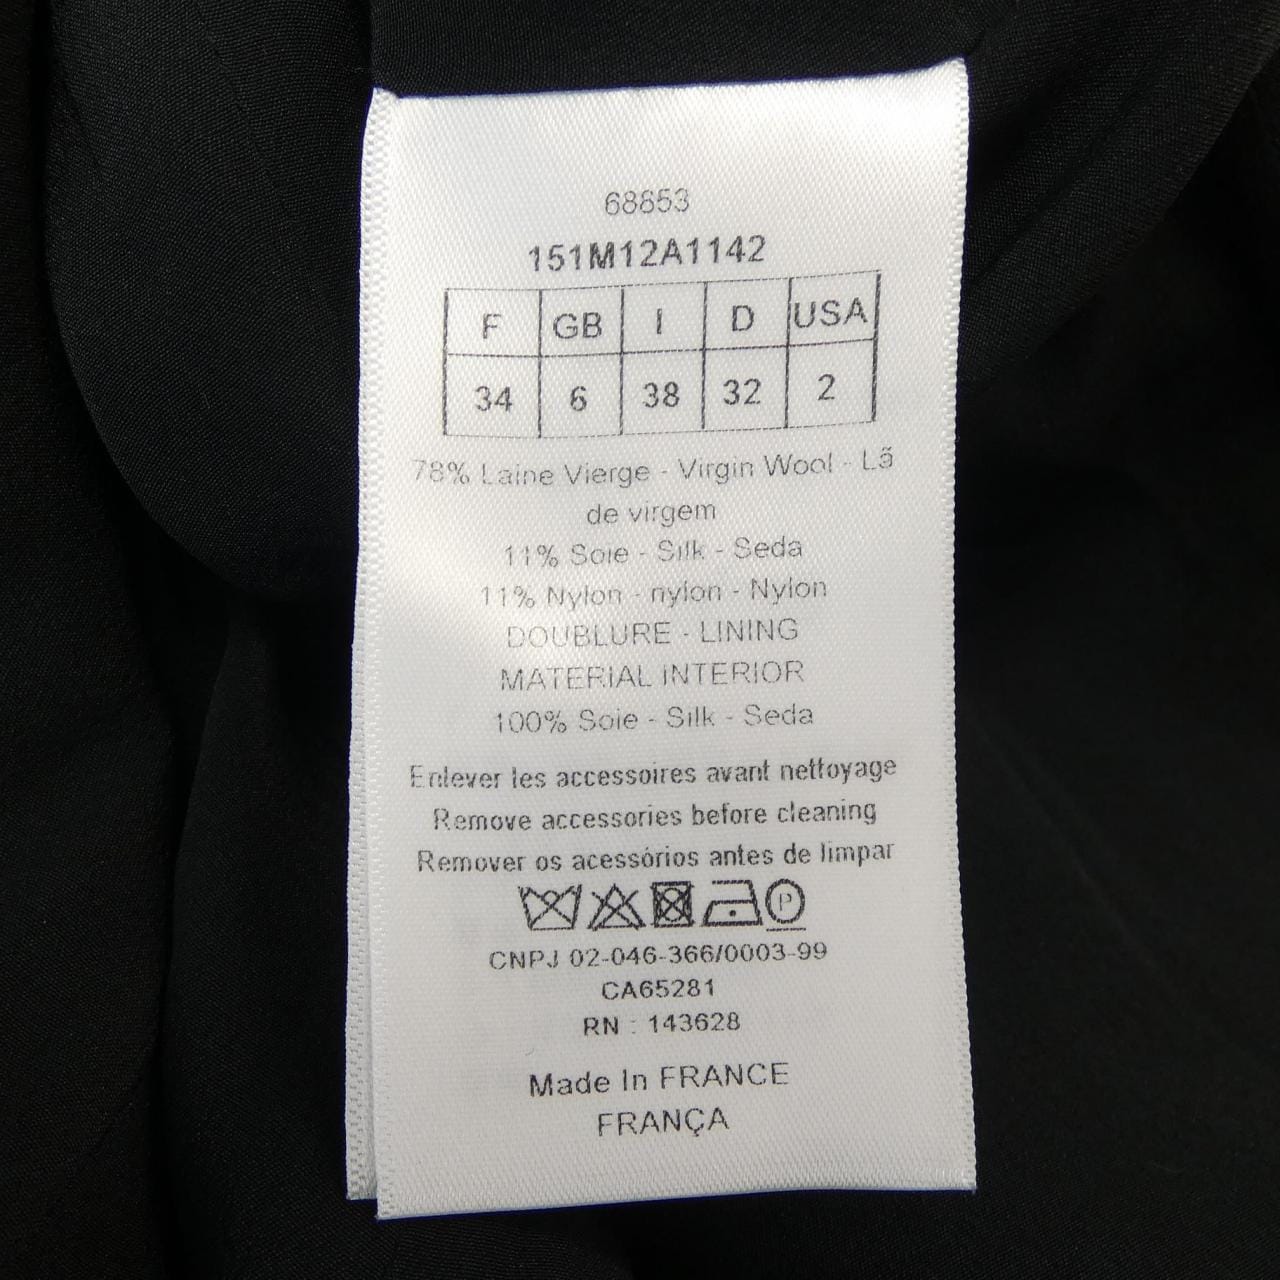 68653
151M12A1142
F GB I D USA
34 6 38 32 2
78% Laine Vierge - Virgin Wool - Lã
de virgem
11% Soie - Silk - Seda
11% Nylon - nylon - Nylon
DOUBLURE - LINING
MATERIAL INTERIOR
100% Soie - Silk - Seda
Enlever les accessoires avant nettoyage
Remove accessories before cleaning
Remover os acessórios antes de limpar
P
CNPJ 02-046-366/0003-99
CA65281
RN : 143628
Made In FRANCE
FRANÇA